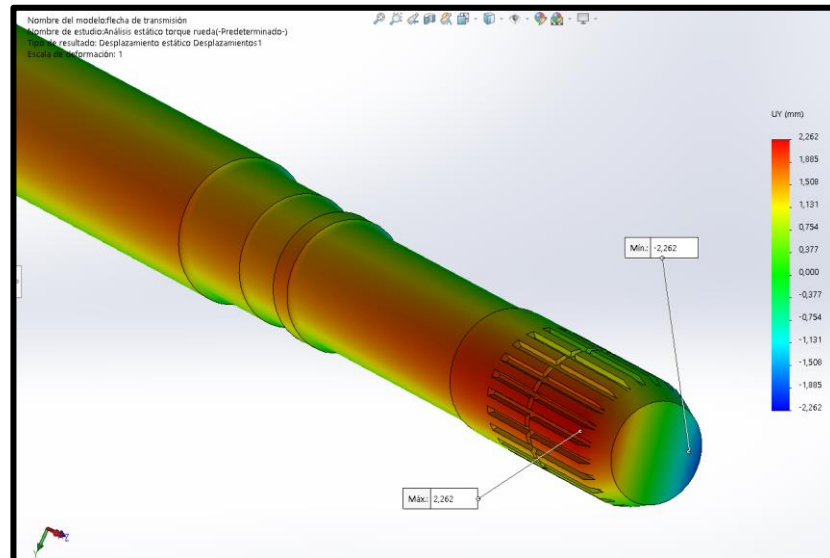 Nombre del modelo:flecha de transmisión
Nombre de estudio:Análisis estático torque rueda(-Predeterminado-)
Tipo de resultado: Desplazamiento estático Desplazamientos1
Escala de deformación: 1
UY (mm)
2,262
1,885
1,508
1,131
0,754
0,377
0,000
-0,377
-0,754
-1,131
-1,508
-1,885
-2,262
Mín.: -2,262
Máx.: 2,262
Y
Z